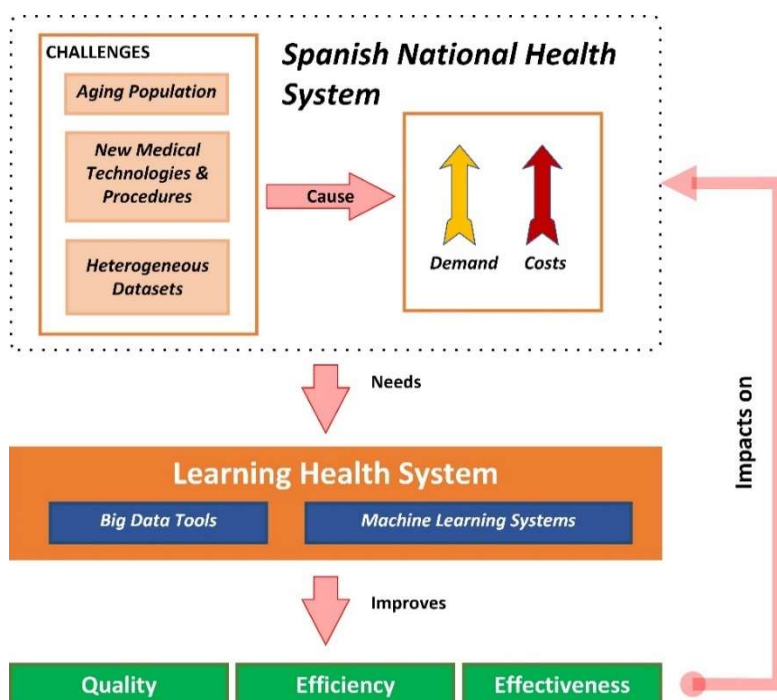 CHALLENGES
Aging Population
New Medical
Technologies &
Procedures
Heterogeneous
Datasets
Spanish National Health
System
Cause
Demand
Costs
Needs
Learning Health System
Big Data Tools
Machine Learning Systems
Improves
Quality
Efficiency
Effectiveness
Impacts on